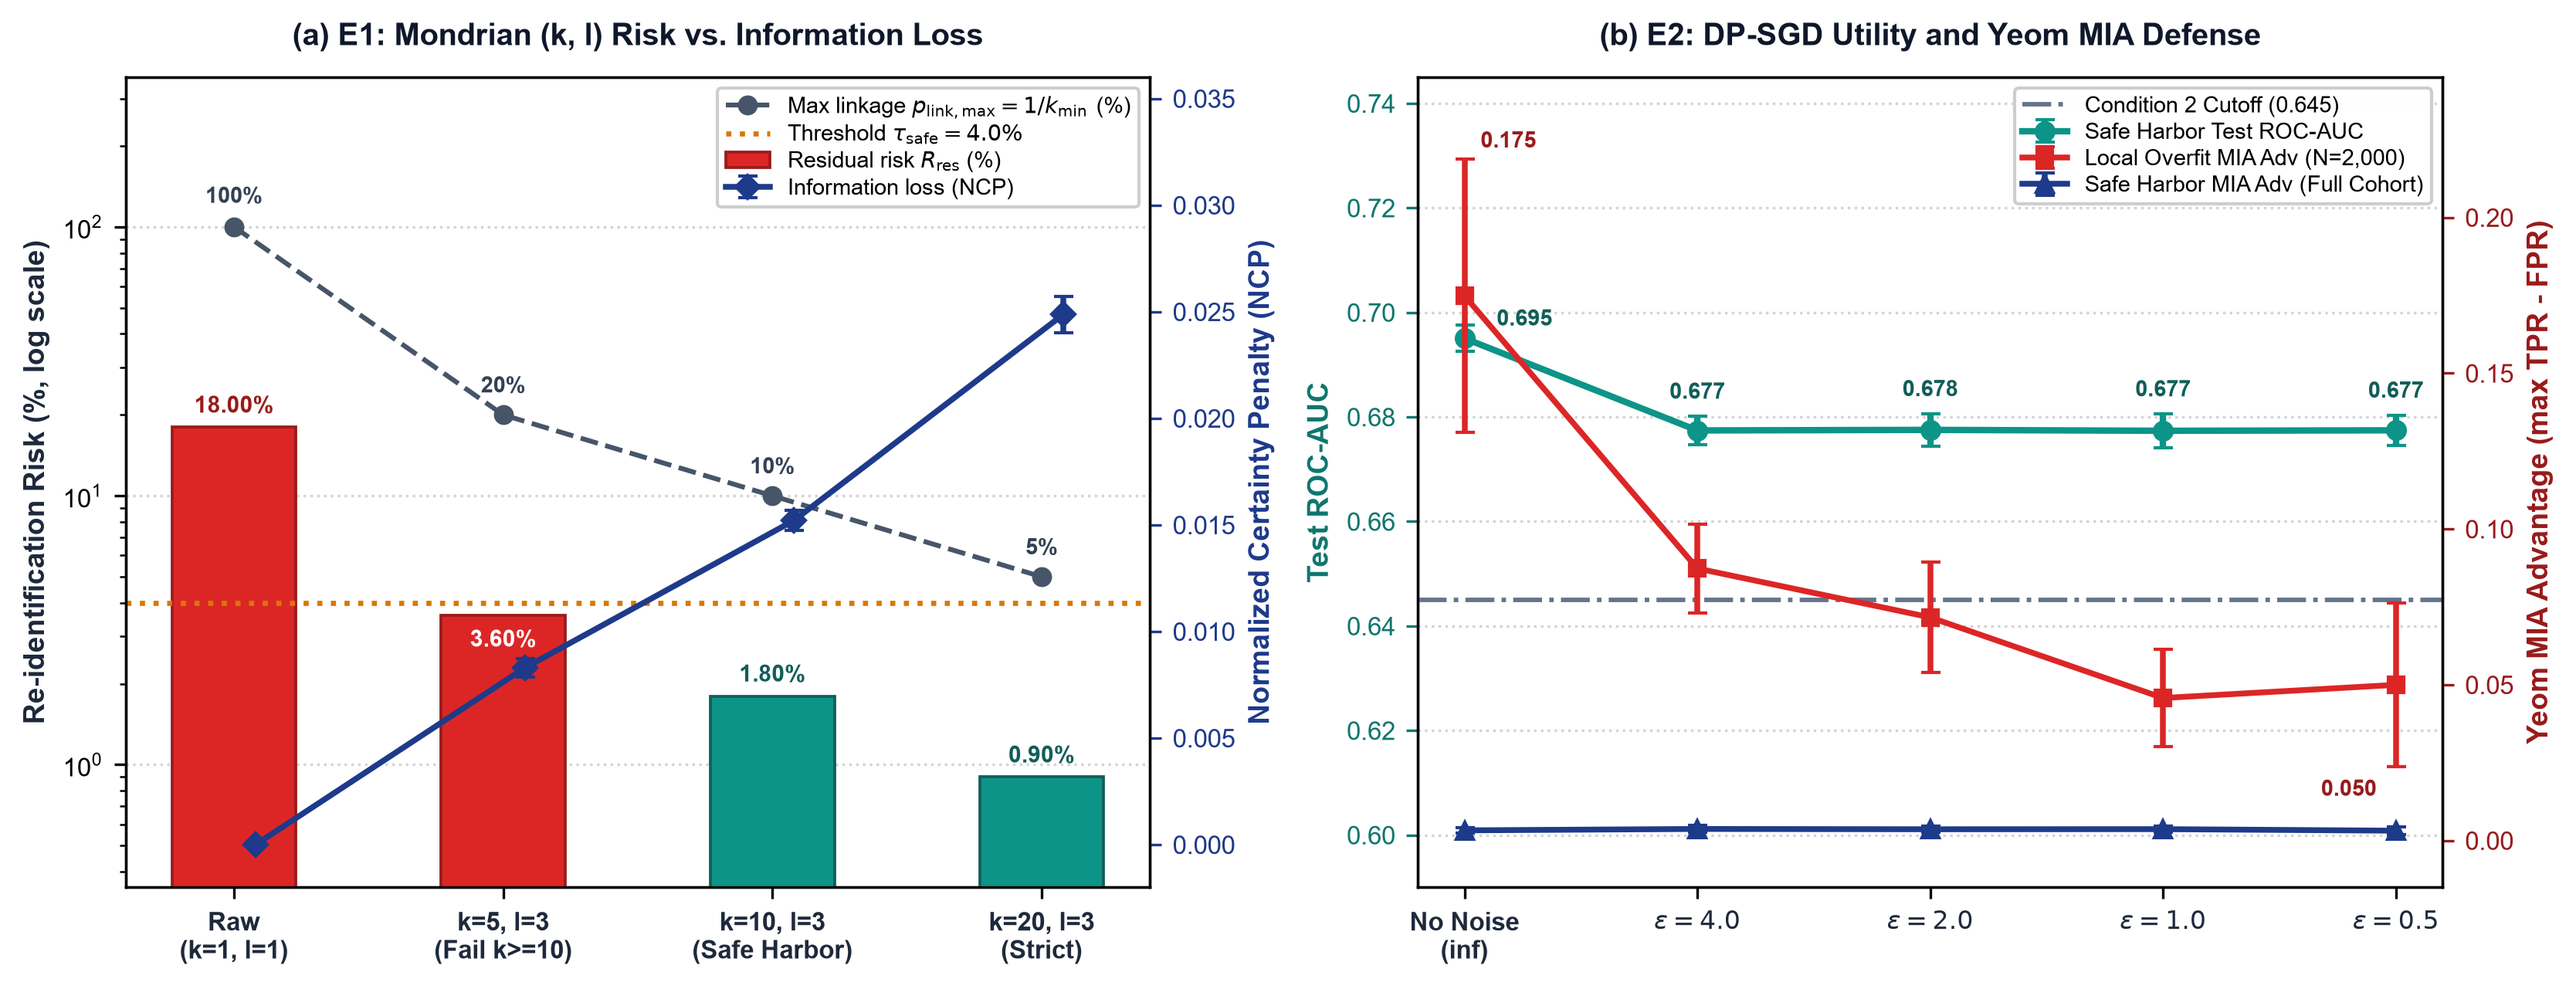 (a) E1: Mondrian (k, l) Risk vs. Information Loss
Re-identification Risk (%, log scale)
10²
10¹
10⁰
Max linkage pₗᵢₙₖ, ₘₐₓ = 1/kₘᵢₙ (%)
Threshold τ_safe = 4.0%
Residual risk R_res (%)
Information loss (NCP)
100%
20%
10%
5%
18.00%
3.60%
1.80%
0.90%
0.035
0.030
0.025
0.020
0.015
0.010
0.005
0.000
Normalized Certainty Penalty (NCP)
Raw
(k=1, l=1)
k=5, l=3
(Fail k>=10)
k=10, l=3
(Safe Harbor)
k=20, l=3
(Strict)
(b) E2: DP-SGD Utility and Yeom MIA Defense
Test ROC-AUC
0.74
0.72
0.70
0.68
0.66
0.64
0.62
0.60
Condition 2 Cutoff (0.645)
Safe Harbor Test ROC-AUC
Local Overfit MIA Adv (N=2,000)
Safe Harbor MIA Adv (Full Cohort)
0.175
0.695
0.677
0.678
0.677
0.677
0.050
0.20
0.15
0.10
0.05
0.00
Yeom MIA Advantage (max TPR - FPR)
No Noise
(inf)
ε = 4.0
ε = 2.0
ε = 1.0
ε = 0.5